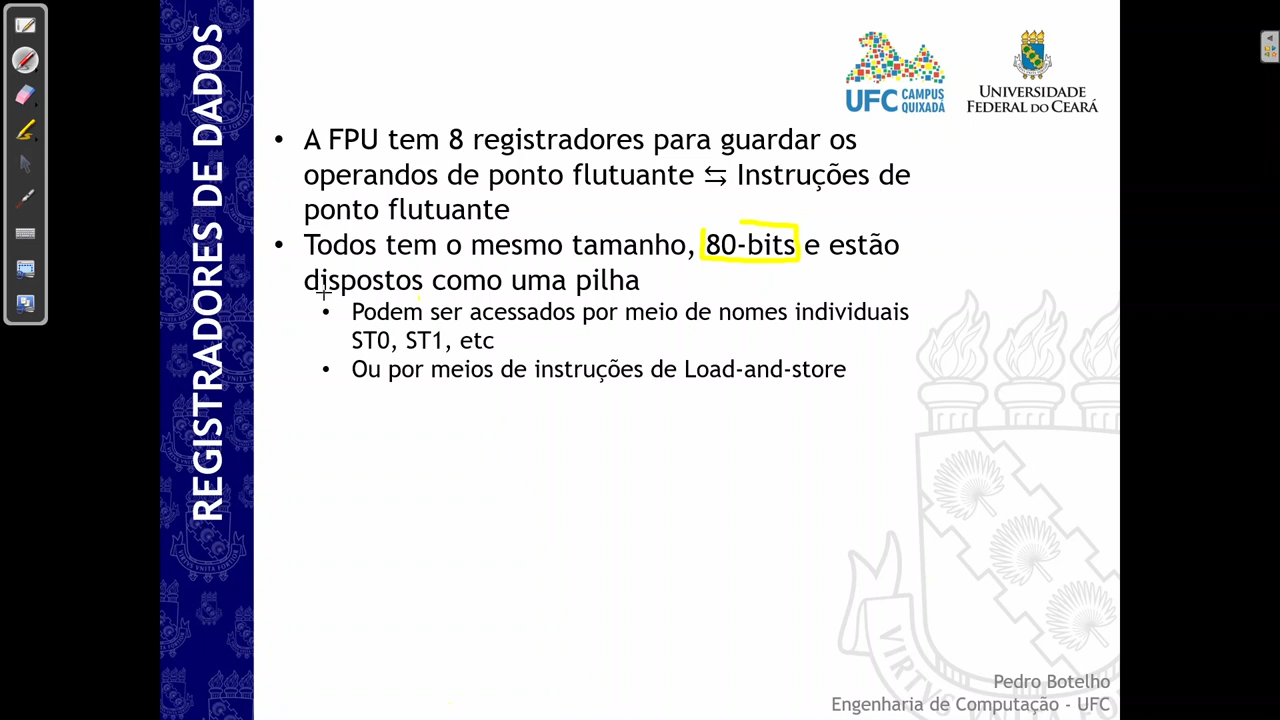 REGISTRADORES DE DADOS
UFC CAMPUS
QUIXADÁ
UNIVERSIDADE
FEDERAL DO CEARÁ
• A FPU tem 8 registradores para guardar os
operandos de ponto flutuante ⇆ Instruções de
ponto flutuante
• Todos tem o mesmo tamanho, 80-bits e estão
dispostos como uma pilha
• Podem ser acessados por meio de nomes individuais
ST0, ST1, etc
• Ou por meios de instruções de Load-and-store
Pedro Botelho
Engenharia de Computação - UFC